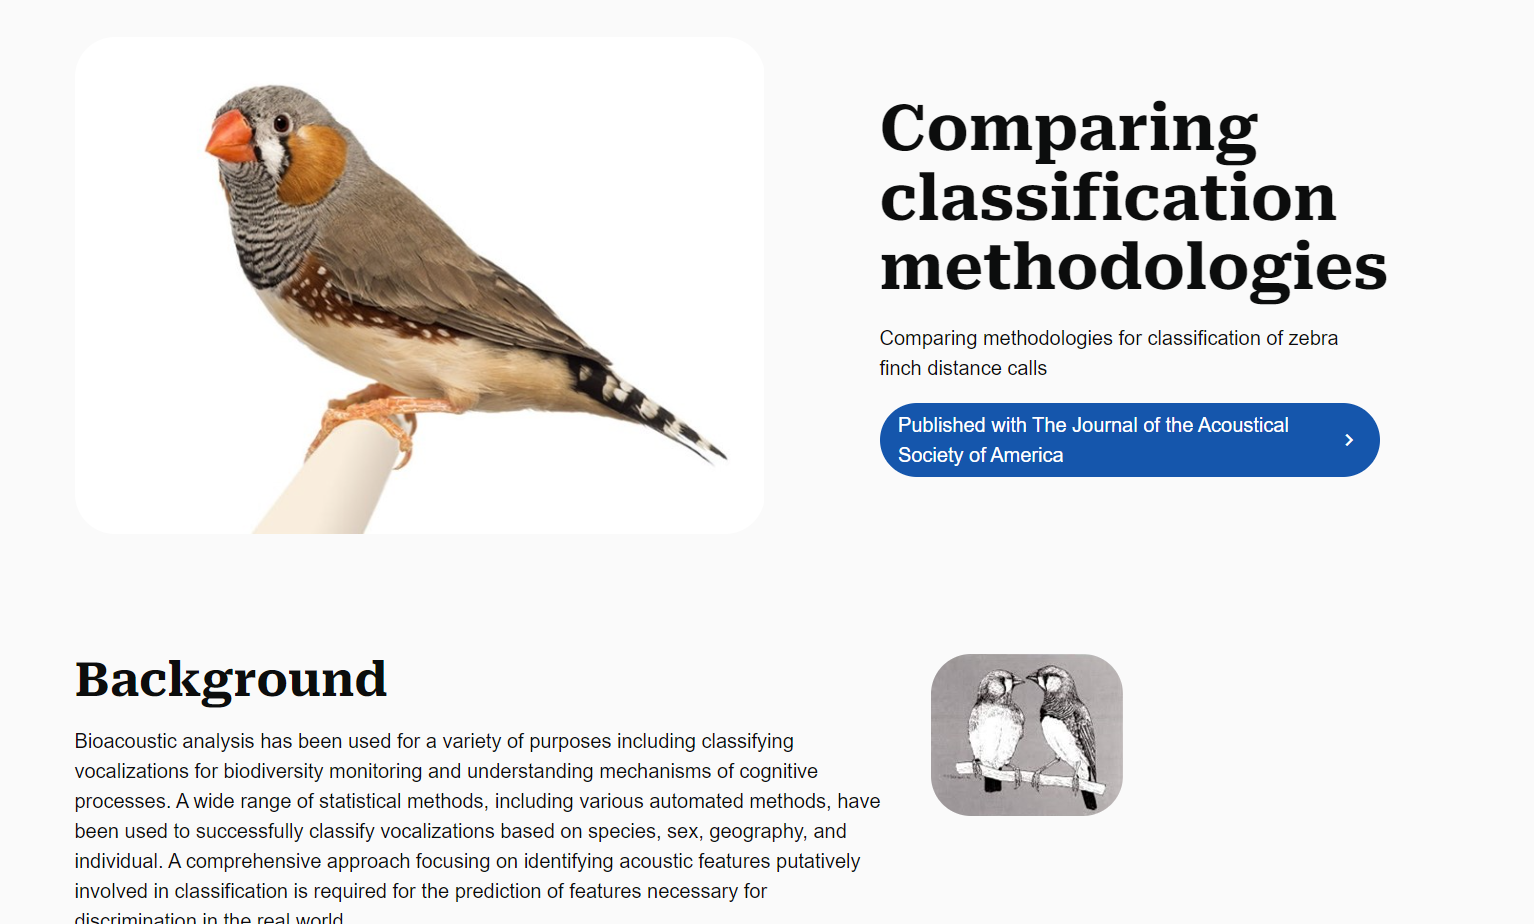 Comparing
classification
methodologies
Comparing methodologies for classification of zebra
finch distance calls
Published with The Journal of the Acoustical
Society of America
Background
Bioacoustic analysis has been used for a variety of purposes including classifying
vocalizations for biodiversity monitoring and understanding mechanisms of cognitive
processes. A wide range of statistical methods, including various automated methods, have
been used to successfully classify vocalizations based on species, sex, geography, and
individual. A comprehensive approach focusing on identifying acoustic features putatively
involved in classification is required for the prediction of features necessary for
discrimination in the real world.